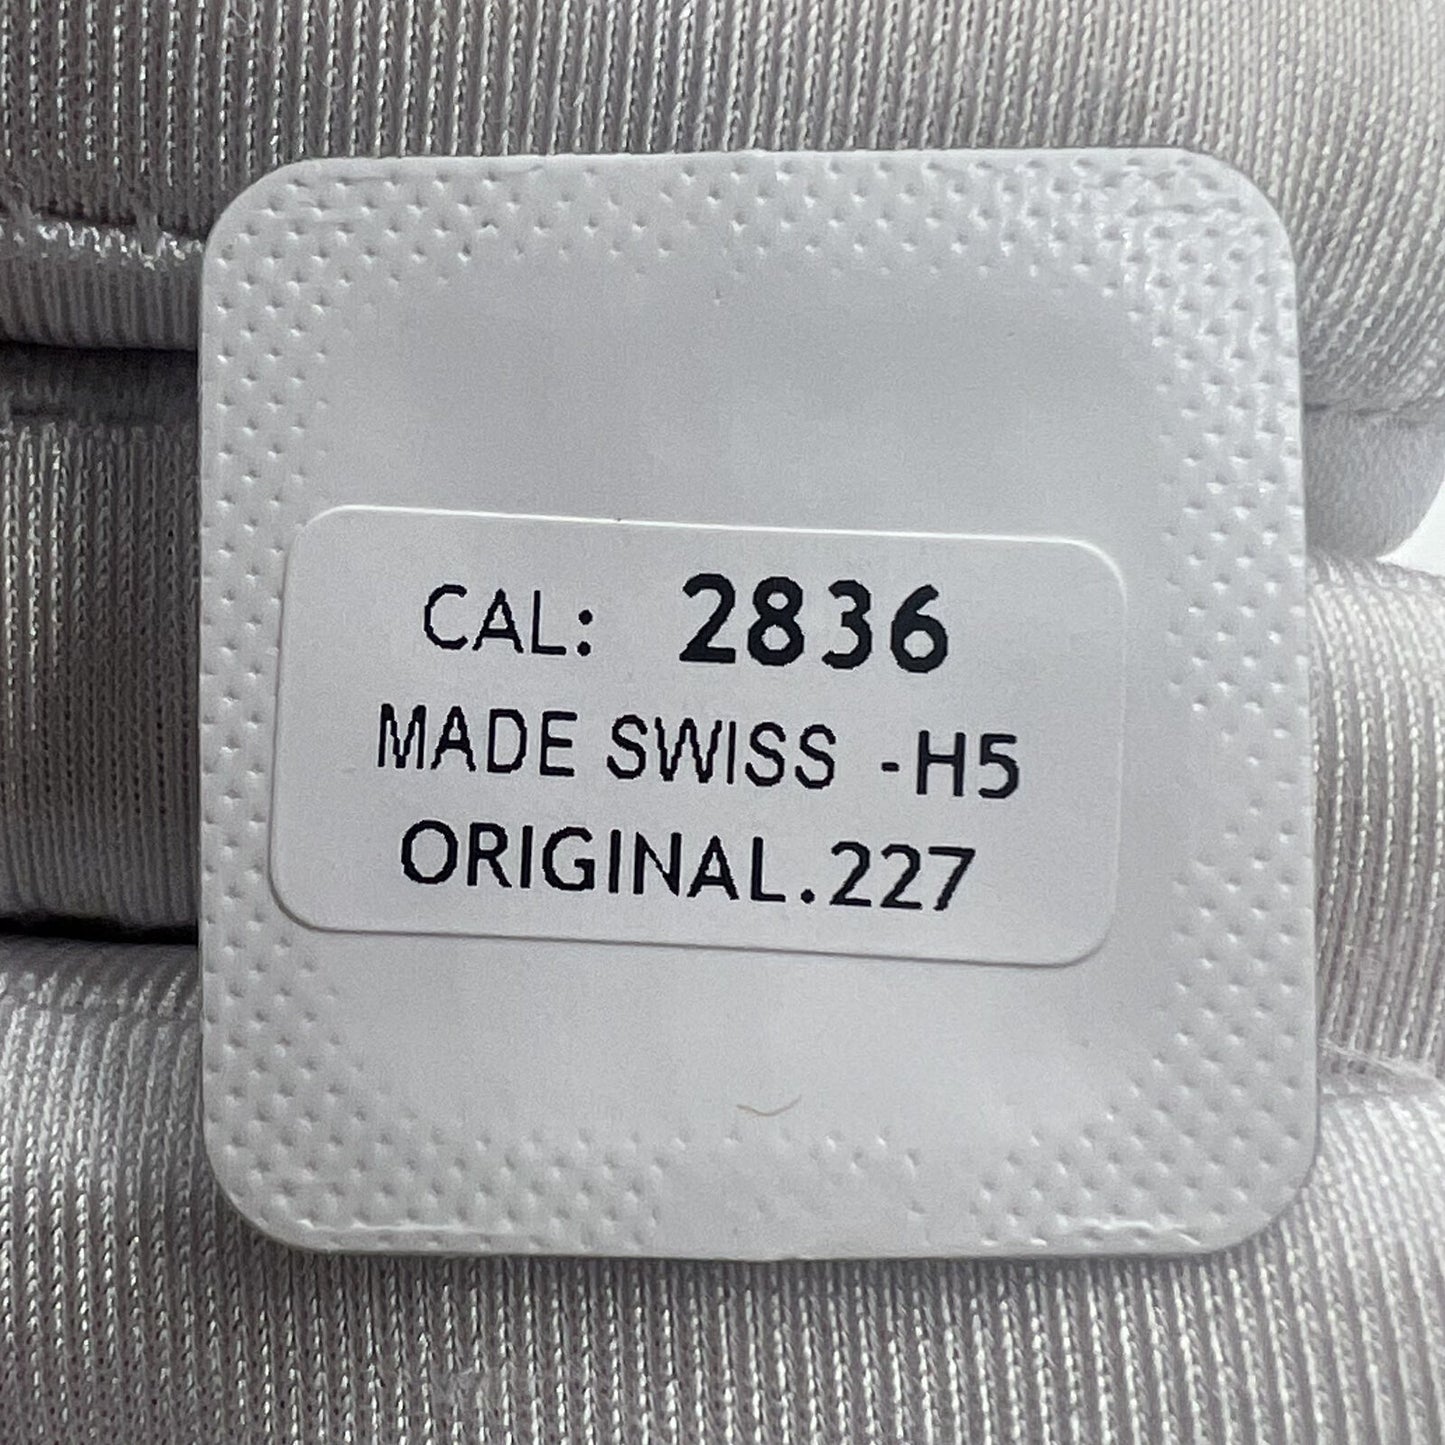 CAL: 2836
MADE SWISS -H5
ORIGINAL.227